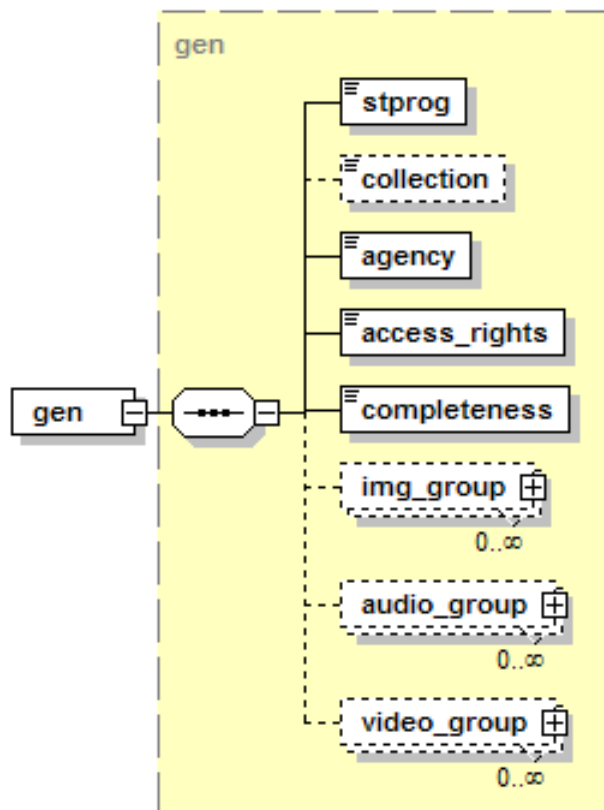 gen
stprog
collection
agency
access_rights
gen
completeness
img_group
0..∞
audio_group
0..∞
video_group
0..∞